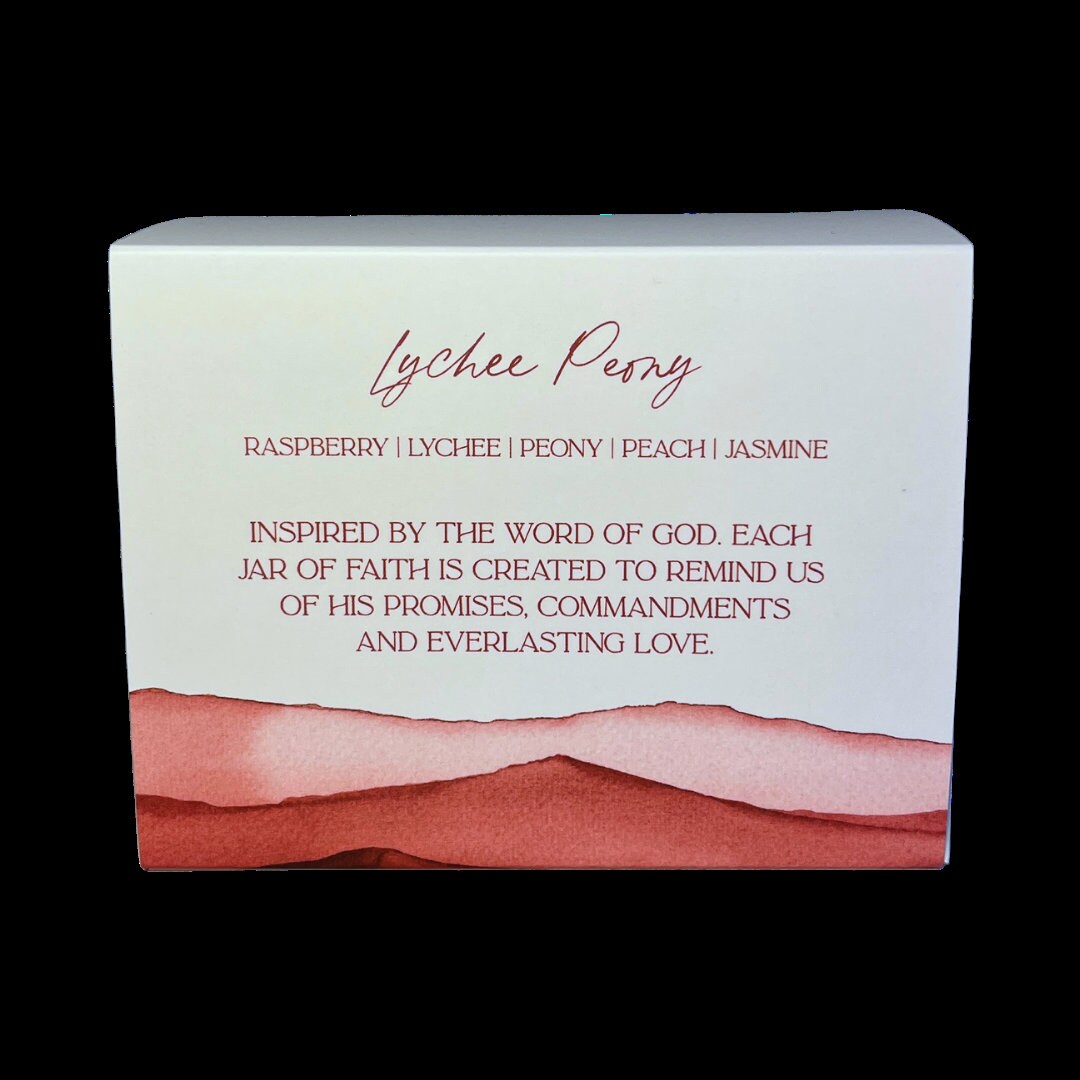 Lychee Peony
RASPBERRY | LYCHEE | PEONY | PEACH | JASMINE
INSPIRED BY THE WORD OF GOD. EACH
JAR OF FAITH IS CREATED TO REMIND US
OF HIS PROMISES, COMMANDMENTS
AND EVERLASTING LOVE.